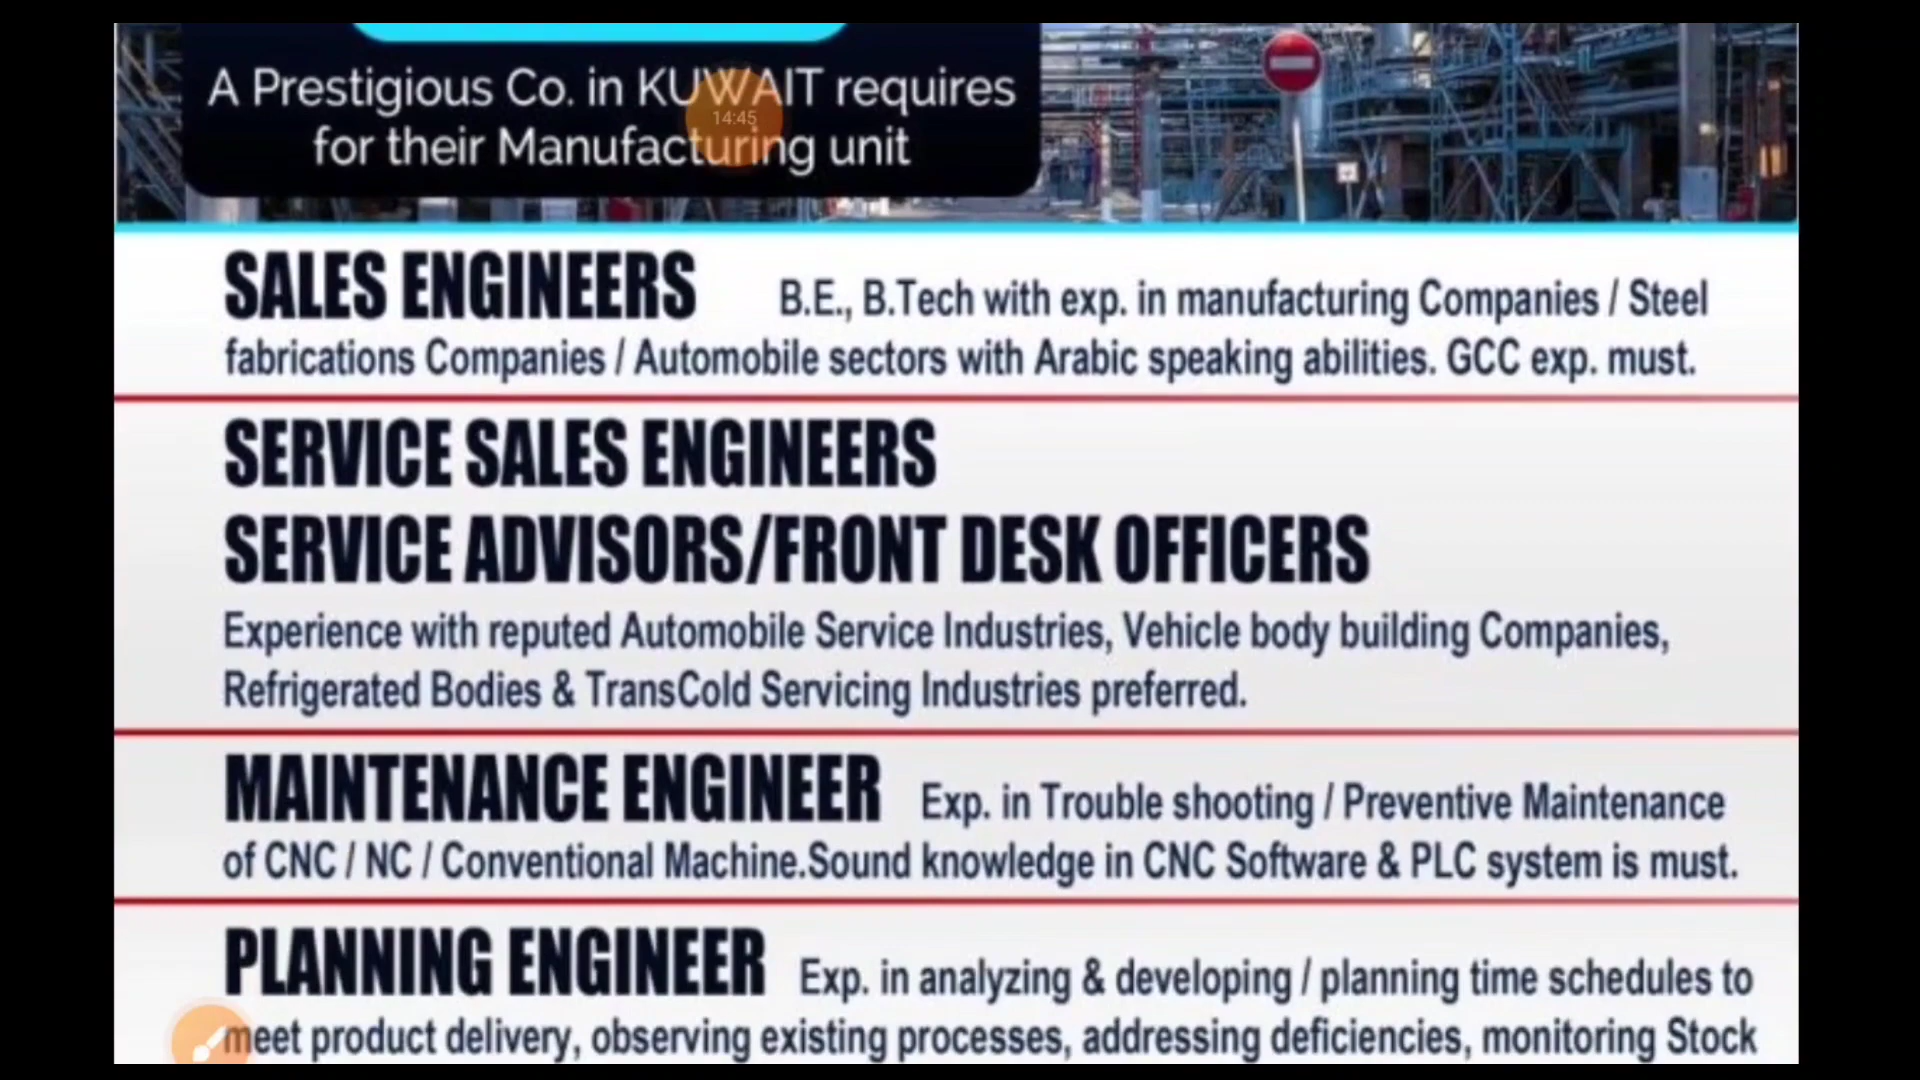 A Prestigious Co. in KUWAIT requires
14:45
for their Manufacturing unit
SALES ENGINEERS B.E., B.Tech with exp. in manufacturing Companies / Steel
fabrications Companies / Automobile sectors with Arabic speaking abilities. GCC exp. must.
SERVICE SALES ENGINEERS
SERVICE ADVISORS/FRONT DESK OFFICERS
Experience with reputed Automobile Service Industries, Vehicle body building Companies,
Refrigerated Bodies & TransCold Servicing Industries preferred.
MAINTENANCE ENGINEER Exp. in Trouble shooting / Preventive Maintenance
of CNC / NC / Conventional Machine.Sound knowledge in CNC Software & PLC system is must.
PLANNING ENGINEER Exp. in analyzing & developing / planning time schedules to
meet product delivery, observing existing processes, addressing deficiencies, monitoring Stock